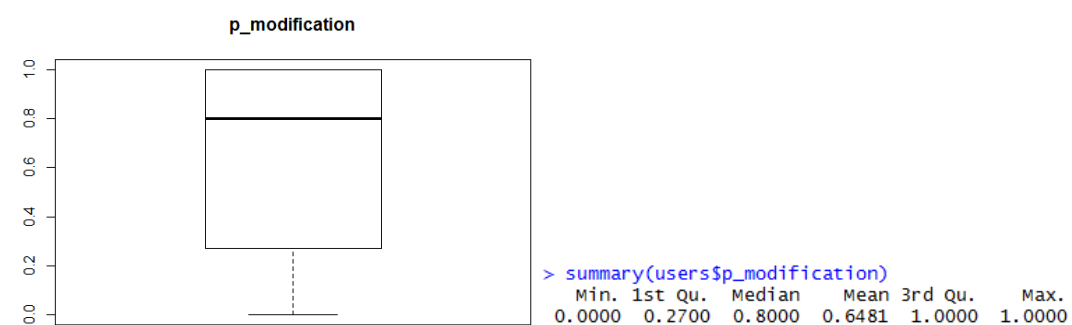 p_modification
1.0
0.8
0.6
0.4
0.2
0.0
> summary(users$p_modification)
Min. 1st Qu. Median Mean 3rd Qu. Max.
0.0000 0.2700 0.8000 0.6481 1.0000 1.0000